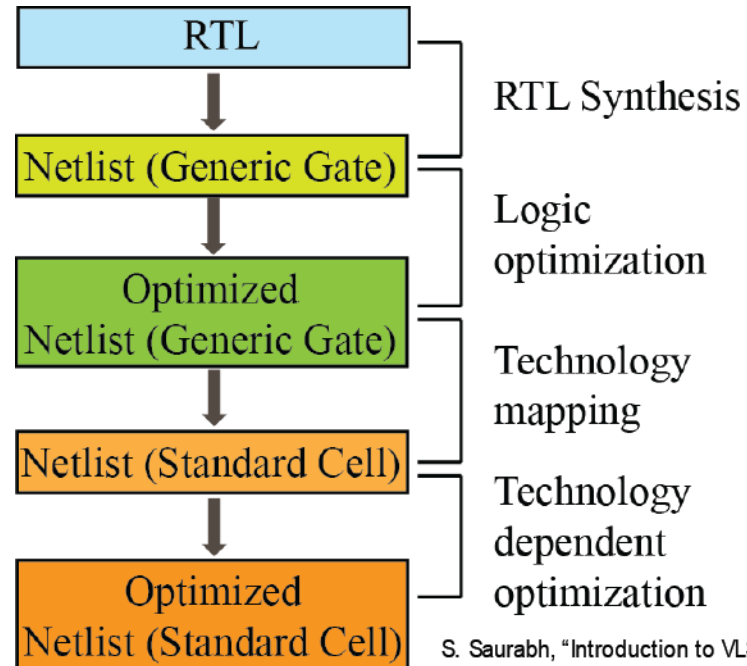 RTL
RTL Synthesis
Netlist (Generic Gate)
Logic
optimization
Optimized
Netlist (Generic Gate)
Technology
mapping
Netlist (Standard Cell)
Technology
dependent
optimization
Optimized
Netlist (Standard Cell)
S. Saurabh, “Introduction to